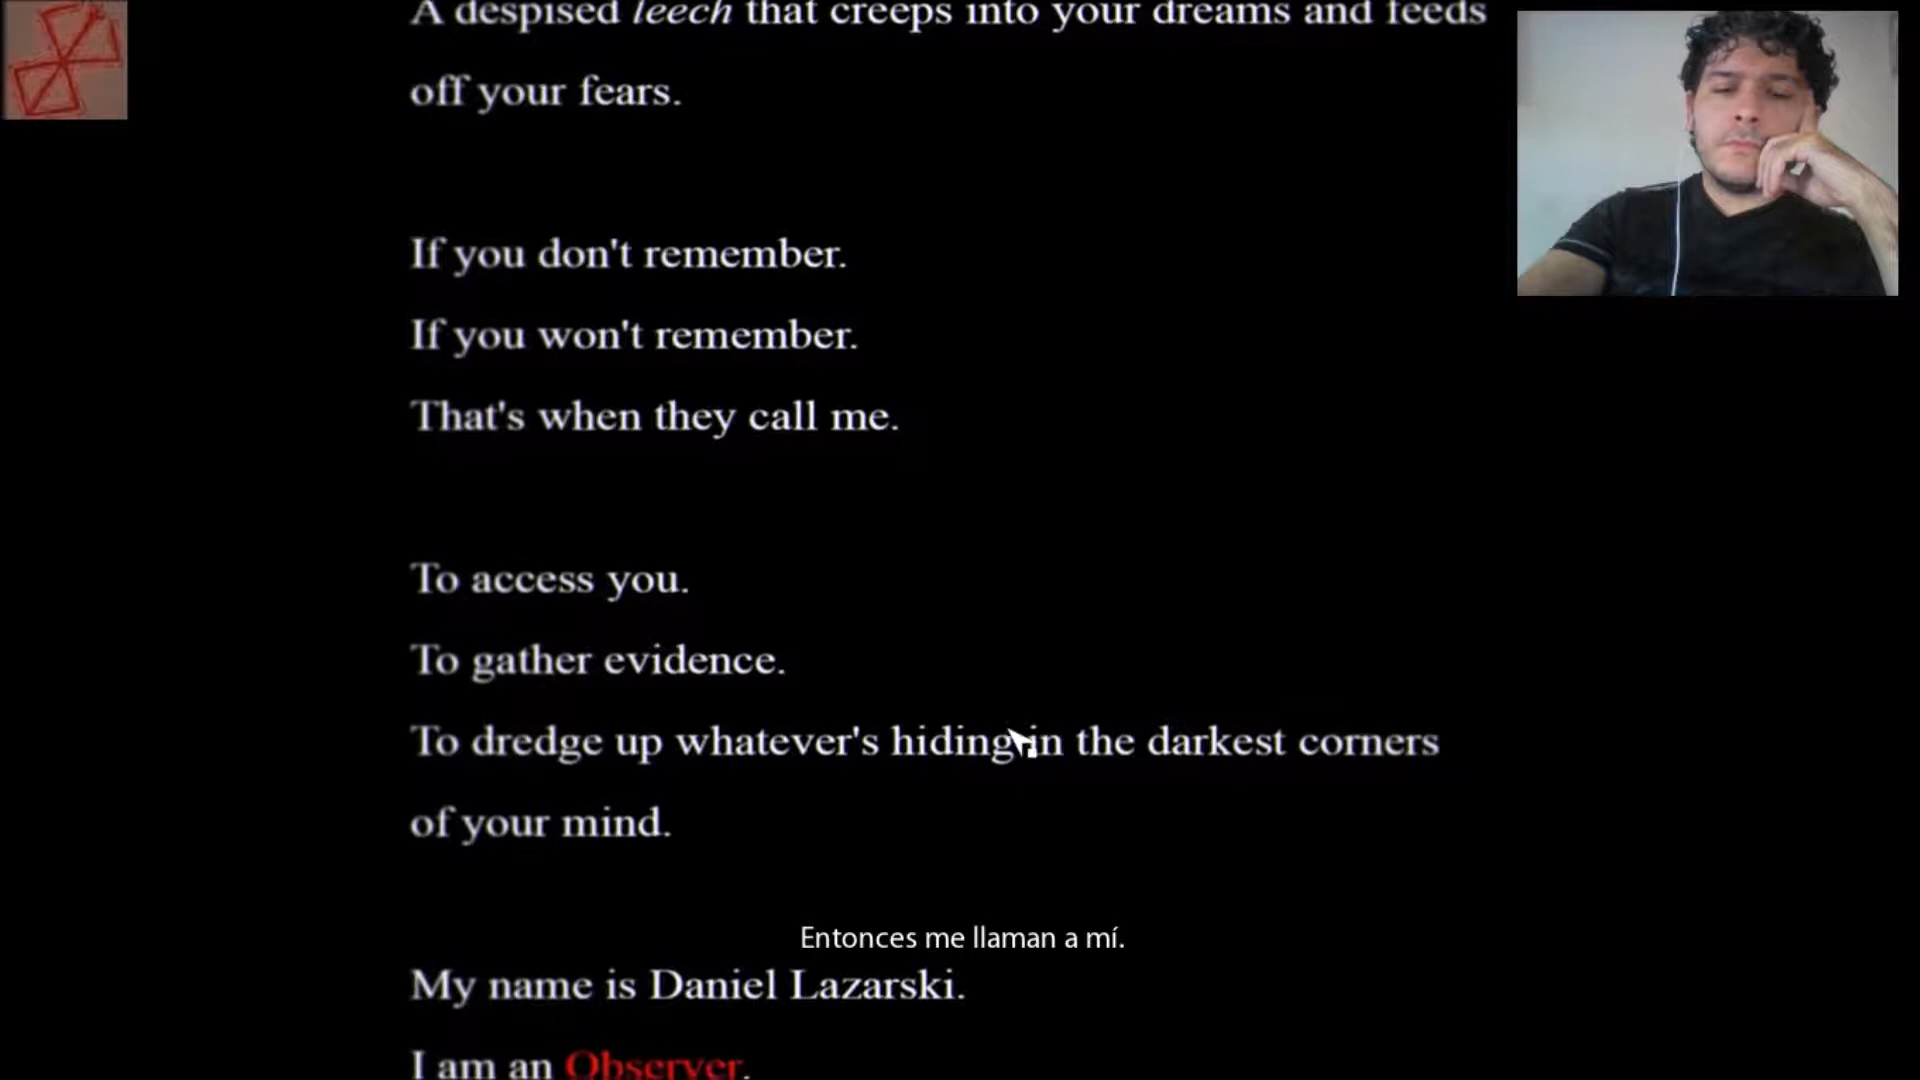 A despised leech that creeps into your dreams and feeds
off your fears.
If you don't remember.
If you won't remember.
That's when they call me.
To access you.
To gather evidence.
To dredge up whatever's hiding in the darkest corners
of your mind.
Entonces me llaman a mí.
My name is Daniel Lazarski.
I am an Observer.